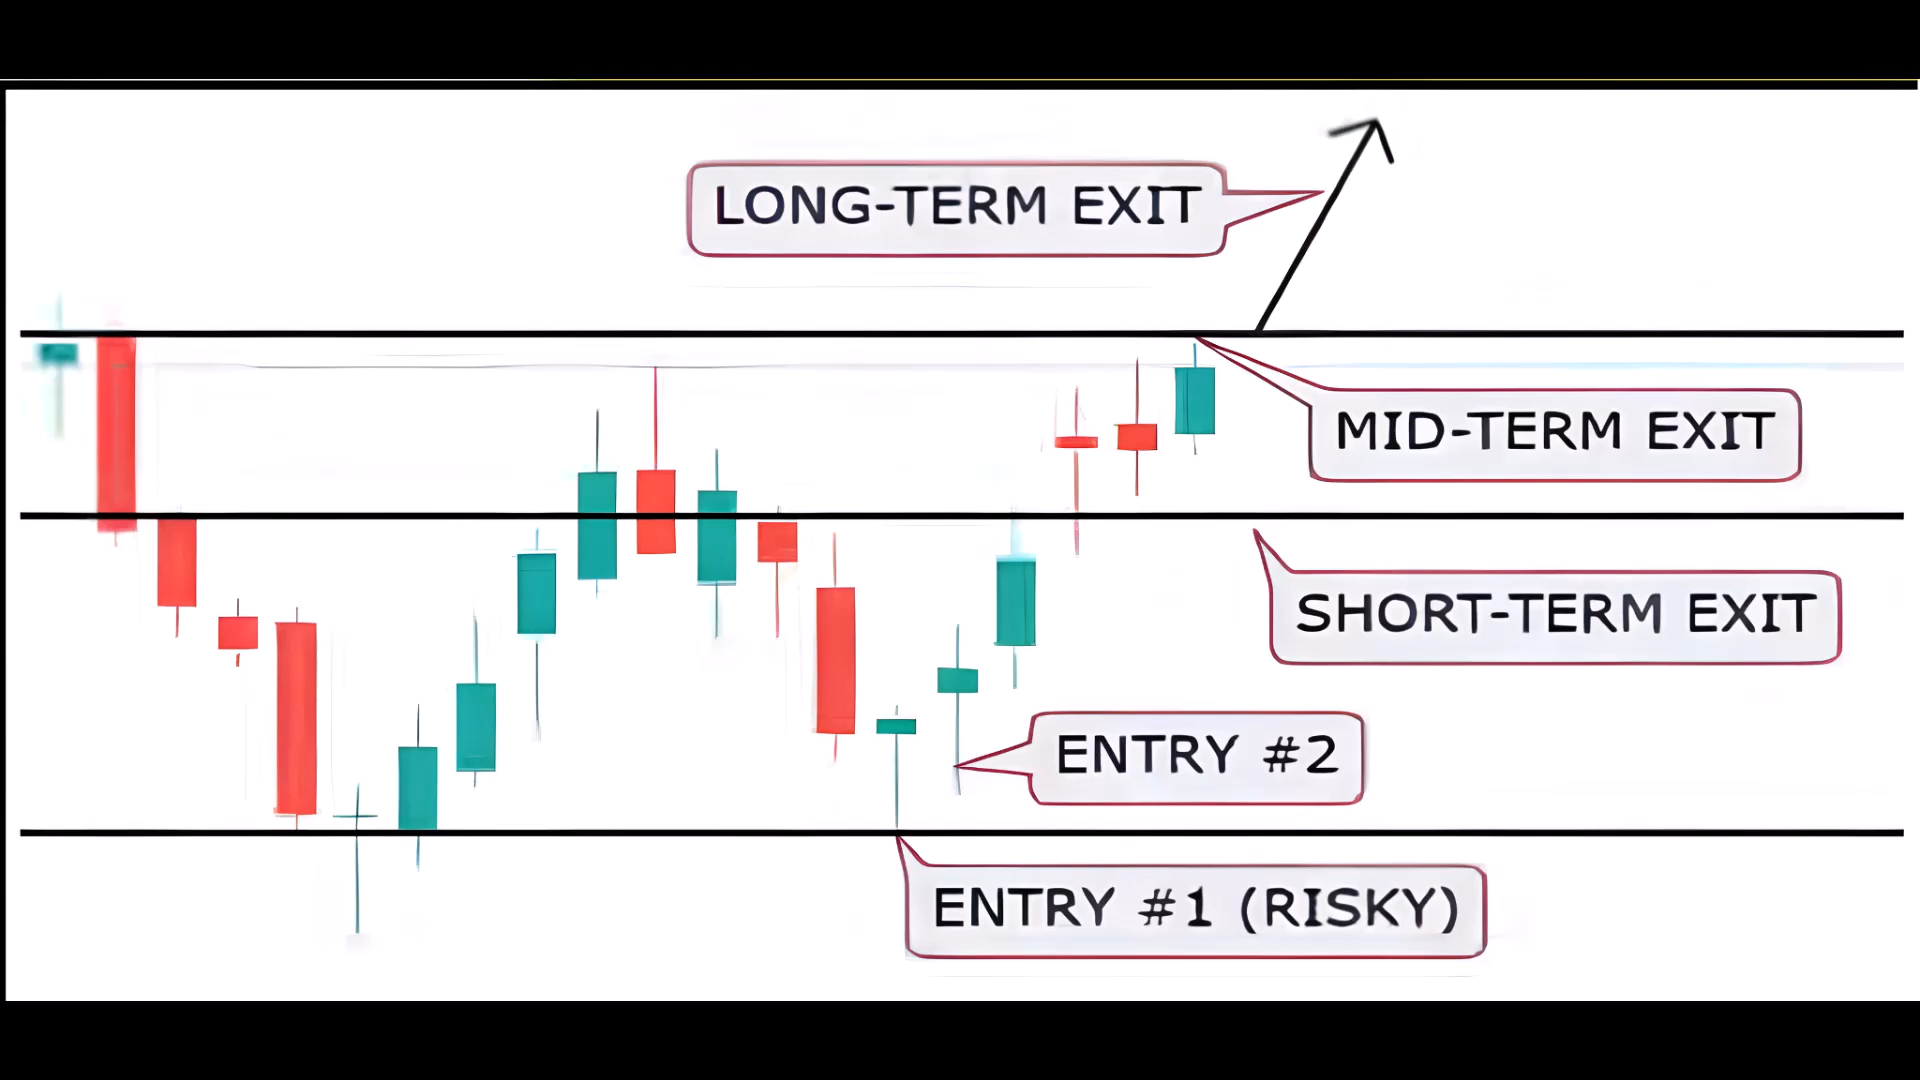 LONG-TERM EXIT
MID-TERM EXIT
SHORT-TERM EXIT
ENTRY #2
ENTRY #1 (RISKY)